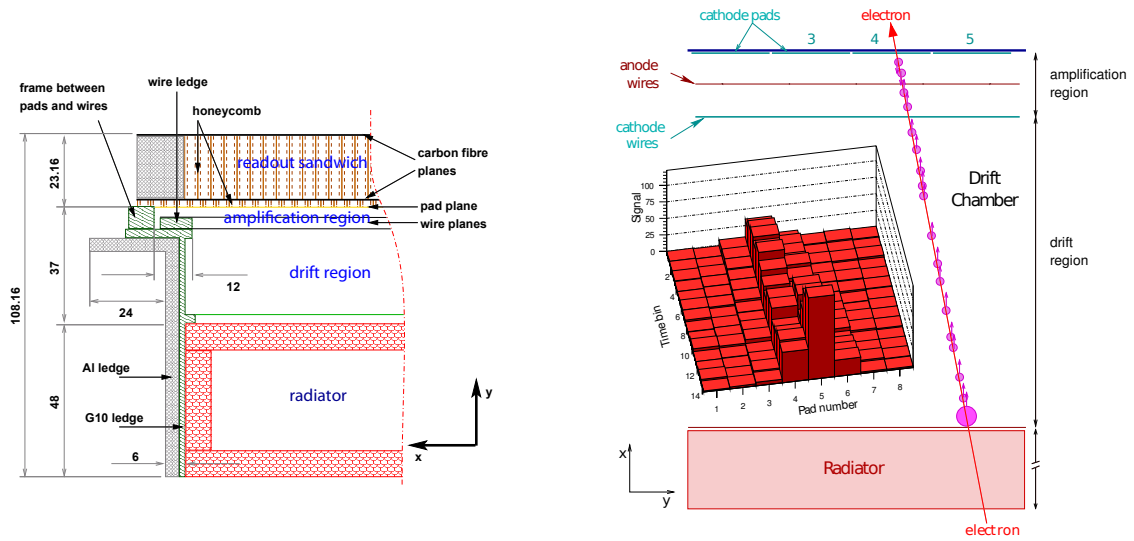 frame between
pads and wires
wire ledge
honeycomb
readout sandwich
carbon fibre
planes
amplification region
pad plane
wire planes
drift region
radiator
Al ledge
G10 ledge
23.16
37
108.16
48
12
24
6
y
x
cathode pads
electron
3
4
5
anode
wires
amplification
region
cathode
wires
Drift
Chamber
drift
region
Signal
100
75
50
25
0
Time bin
2
4
6
8
10
12
14
1
2
3
4
5
6
7
8
Pad number
x
y
Radiator
electron